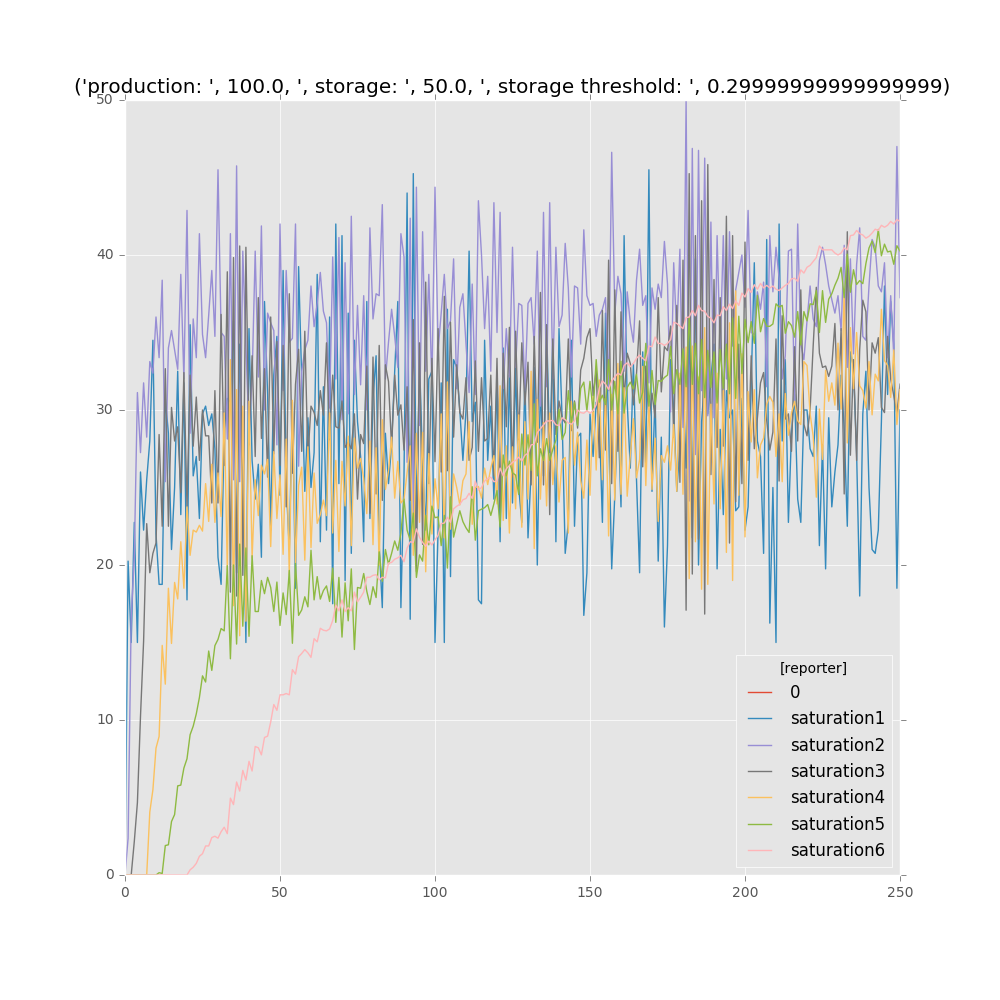 ('production: ', 100.0, ', storage: ', 50.0, ', storage threshold: ', 0.29999999999999999)
50
40
30
20
10
0
0 50 100 150 200 250
[reporter]
0
saturation1
saturation2
saturation3
saturation4
saturation5
saturation6